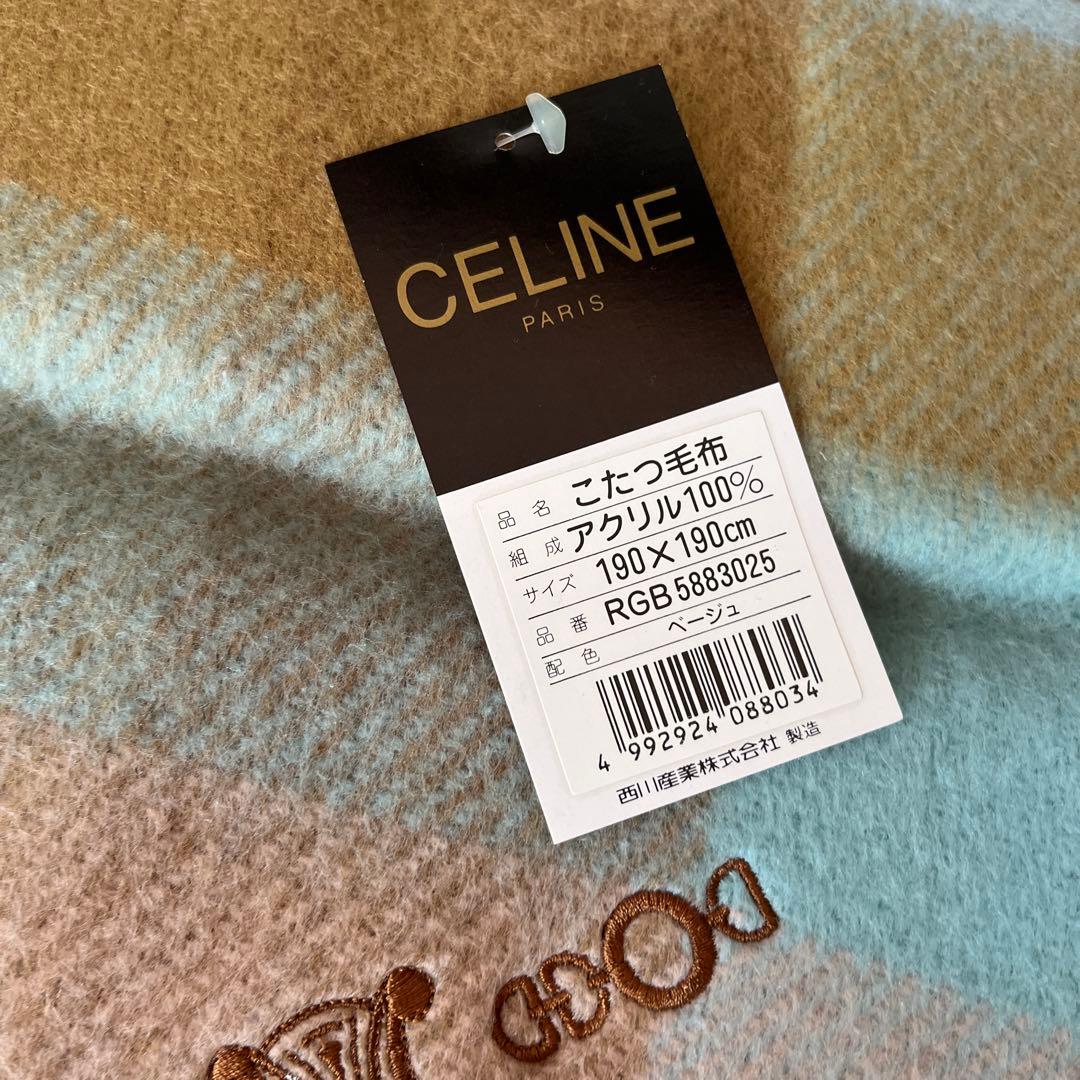 CELINE
PARIS
品名 こたつ毛布
組成 アクリル100%
サイズ 190×190cm
品番 RGB5883025
配色 ベージュ
4 992924 088034
西川産業株式会社 製造